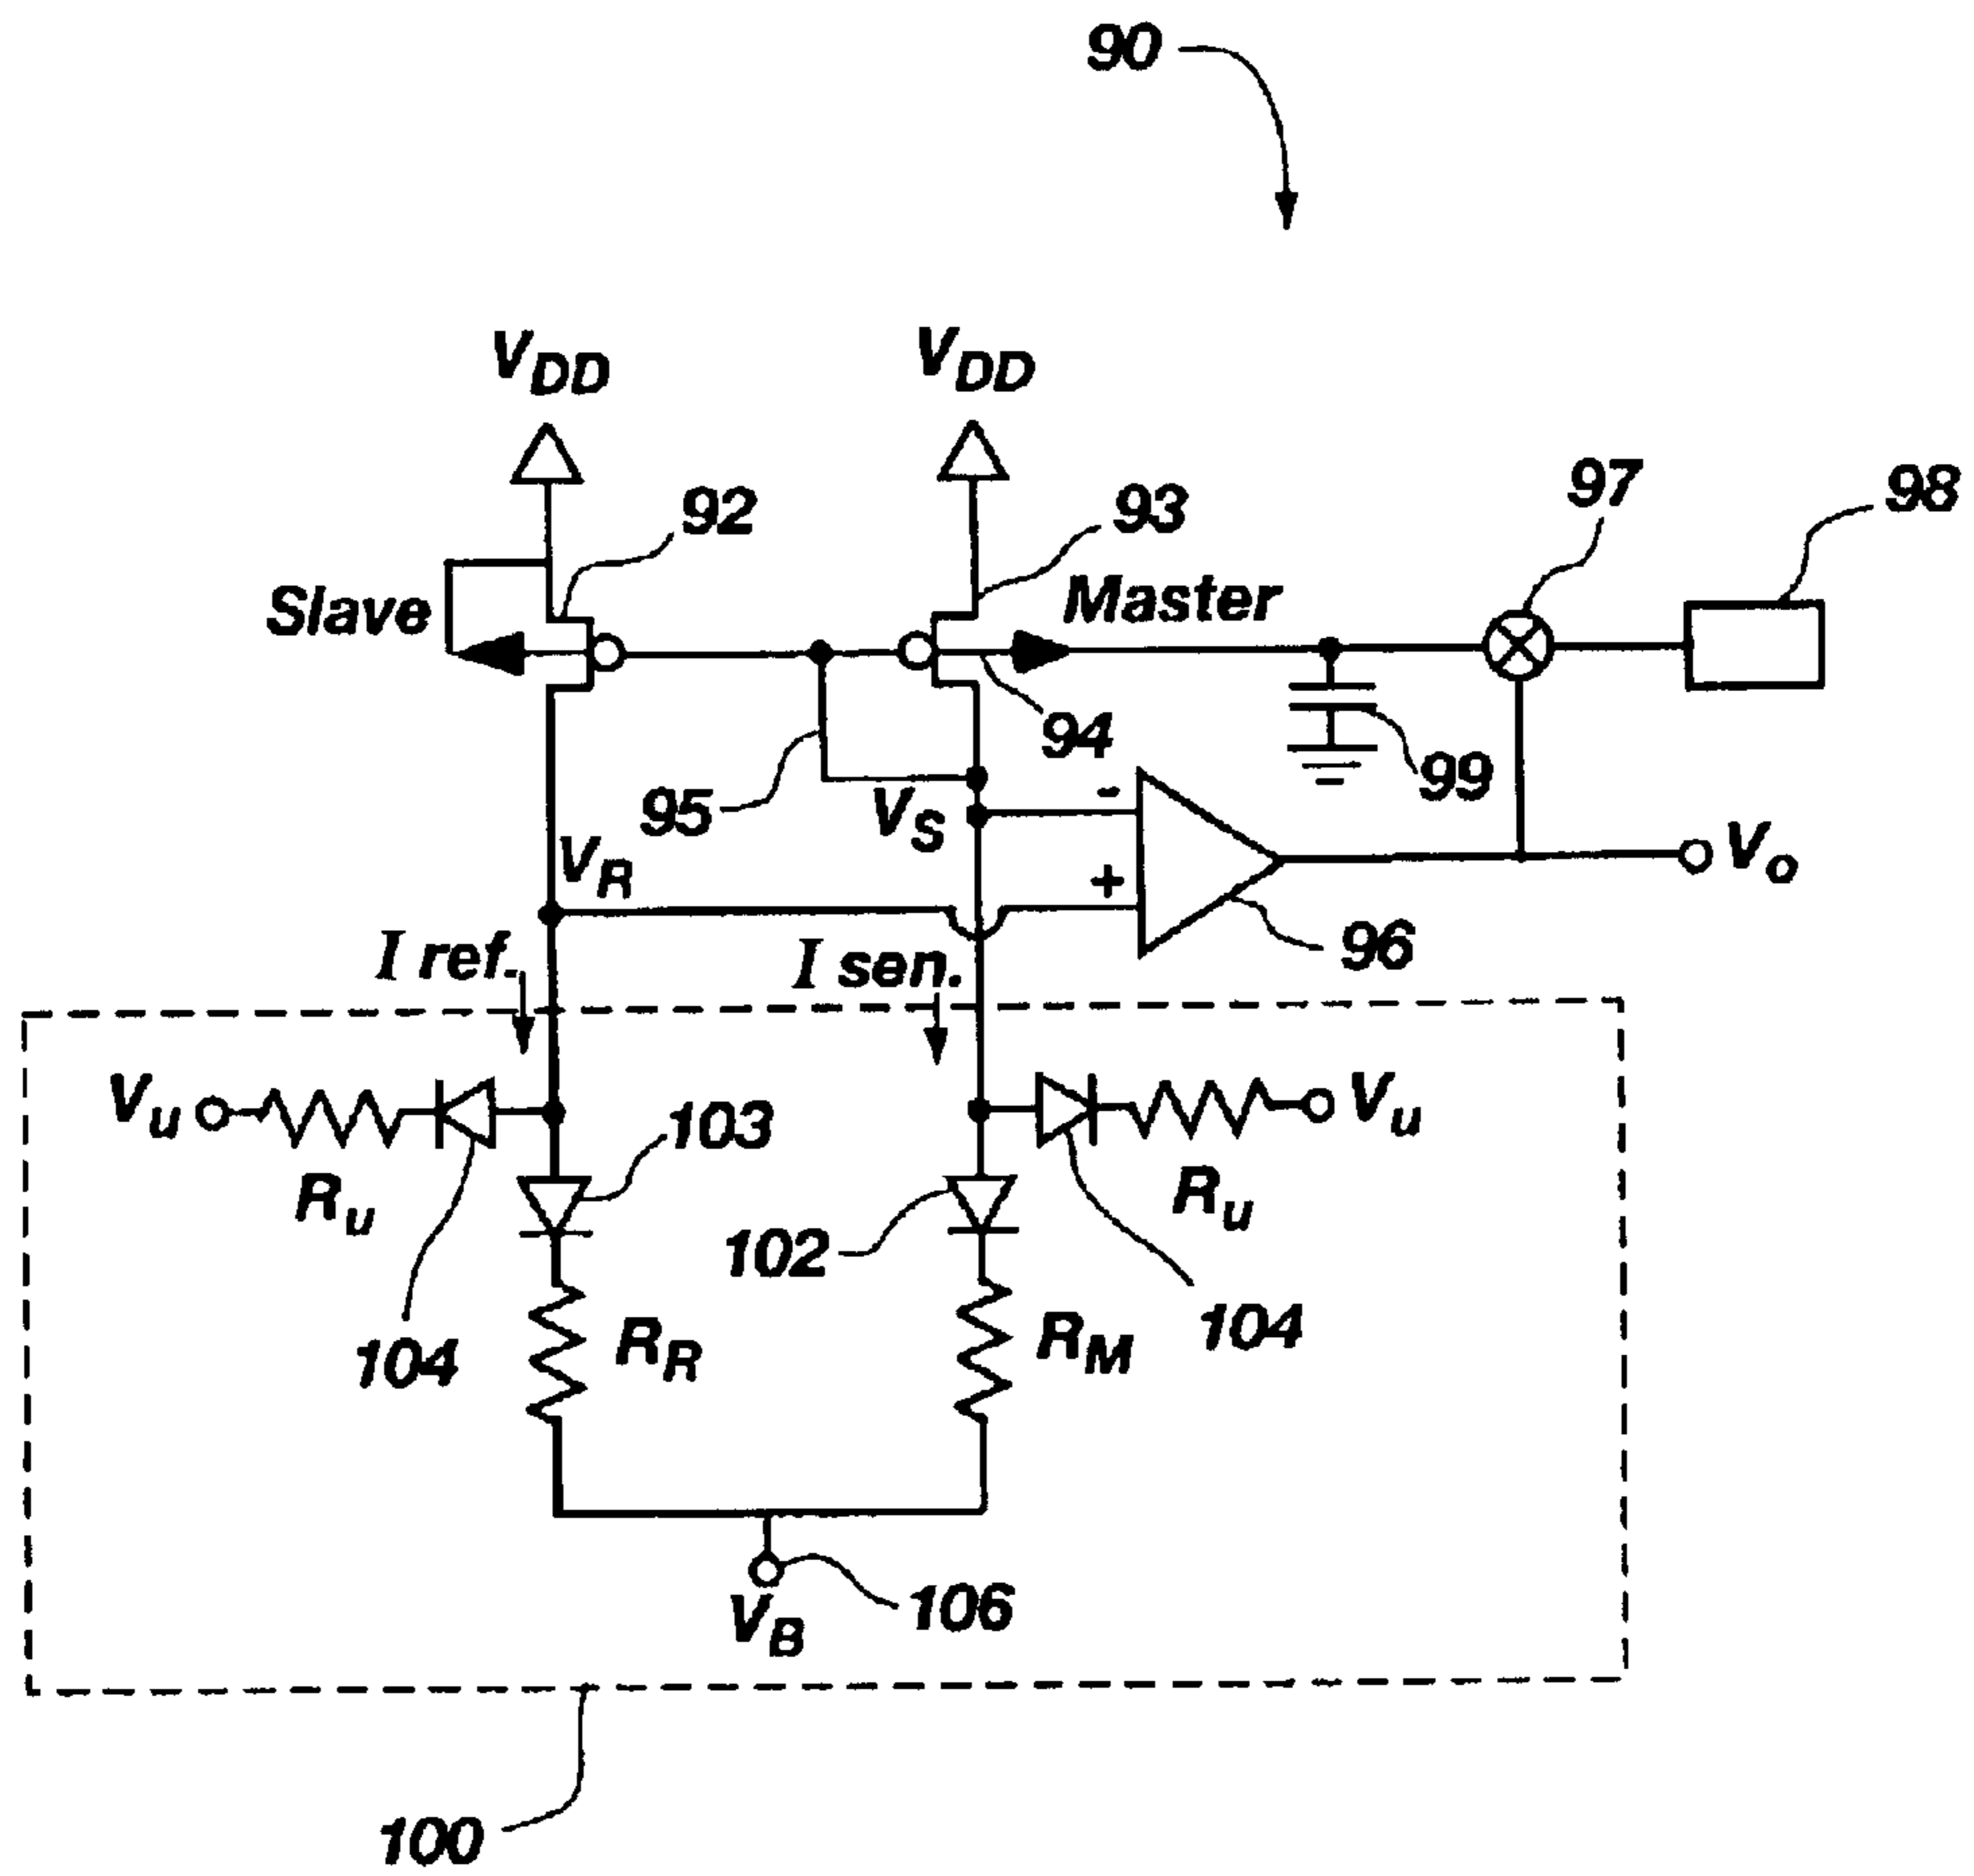 90
VDD
VDD
92
93
97
98
Slave
Master
94
99
95
VS
VR
-
+
Vo
96
I ref.
I sen.
Vu
103
Vu
Ru
102
Ru
104
RR
RM
104
106
VB
100